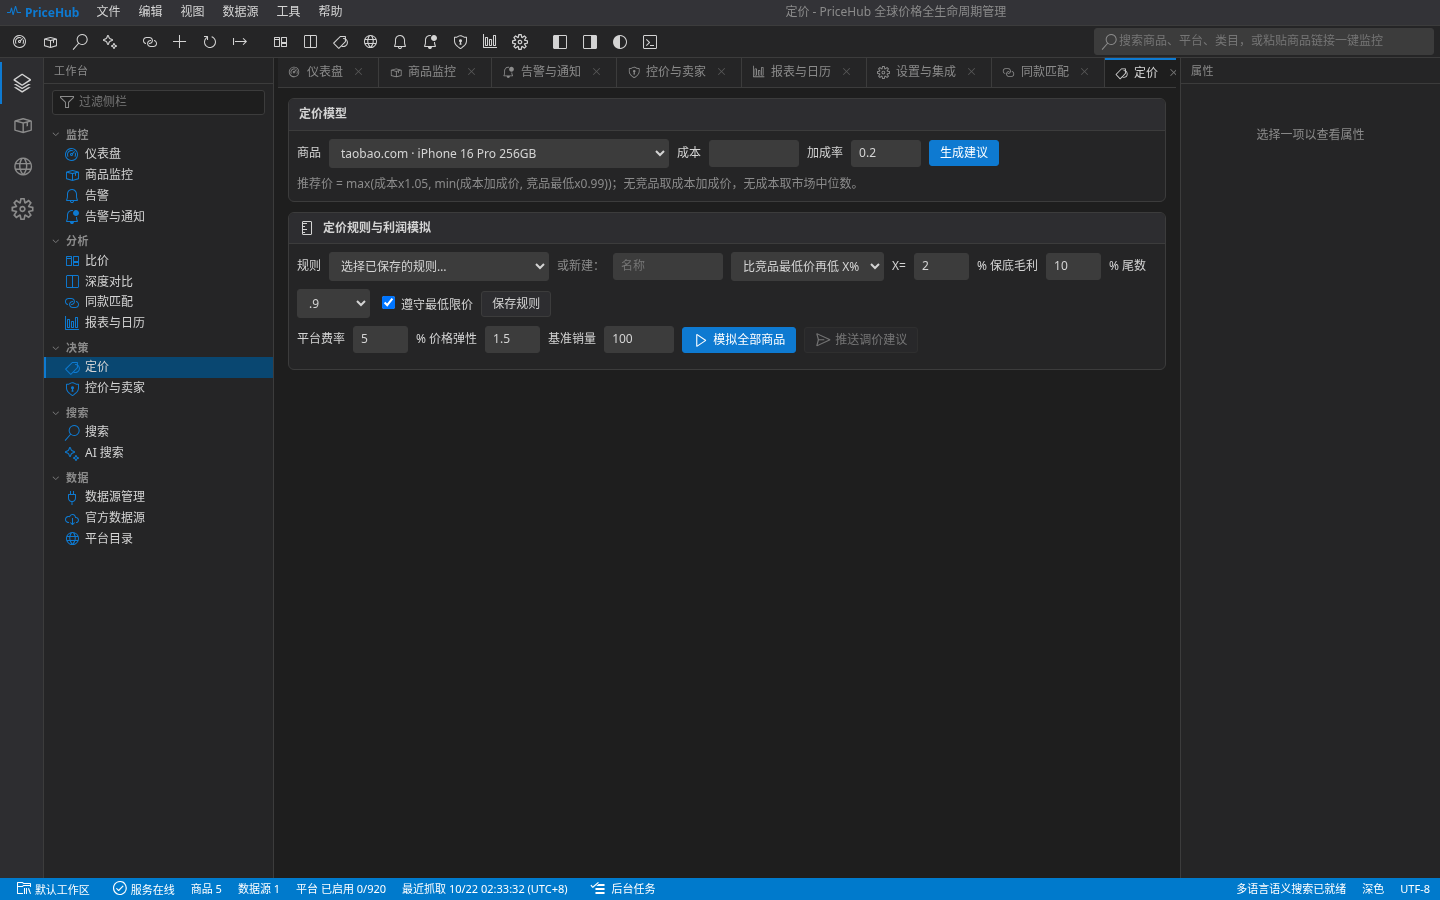 PriceHub 文件 编辑 视图 数据源 工具 帮助 定价 - PriceHub 全球价格全生命周期管理
搜索商品、平台、类目，或粘贴商品链接一键监控
工作台
仪表盘 商品监控 告警与通知 控价与卖家 报表与日历 设置与集成 同款匹配 定价
属性
过滤侧栏
监控
仪表盘
商品监控
告警
告警与通知
分析
比价
深度对比
同款匹配
报表与日历
决策
定价
控价与卖家
搜索
搜索
AI 搜索
数据
数据源管理
官方数据源
平台目录
定价模型
商品 taobao.com · iPhone 16 Pro 256GB 成本 加成率 0.2 生成建议
推荐价 = max(成本x1.05, min(成本加成价, 竞品最低x0.99))；无竞品取成本加成价，无成本取市场中位数。
定价规则与利润模拟
规则 选择已保存的规则... 或新建： 名称 比竞品最低价再低 X% X= 2 % 保底毛利 10 % 尾数
.9 遵守最低限价 保存规则
平台费率 5 % 价格弹性 1.5 基准销量 100 模拟全部商品 推送调价建议
选择一项以查看属性
默认工作区 服务在线 商品 5 数据源 1 平台 已启用 0/920 最近抓取 10/22 02:33:32 (UTC+8) 后台任务 多语言语义搜索已就绪 深色 UTF-8